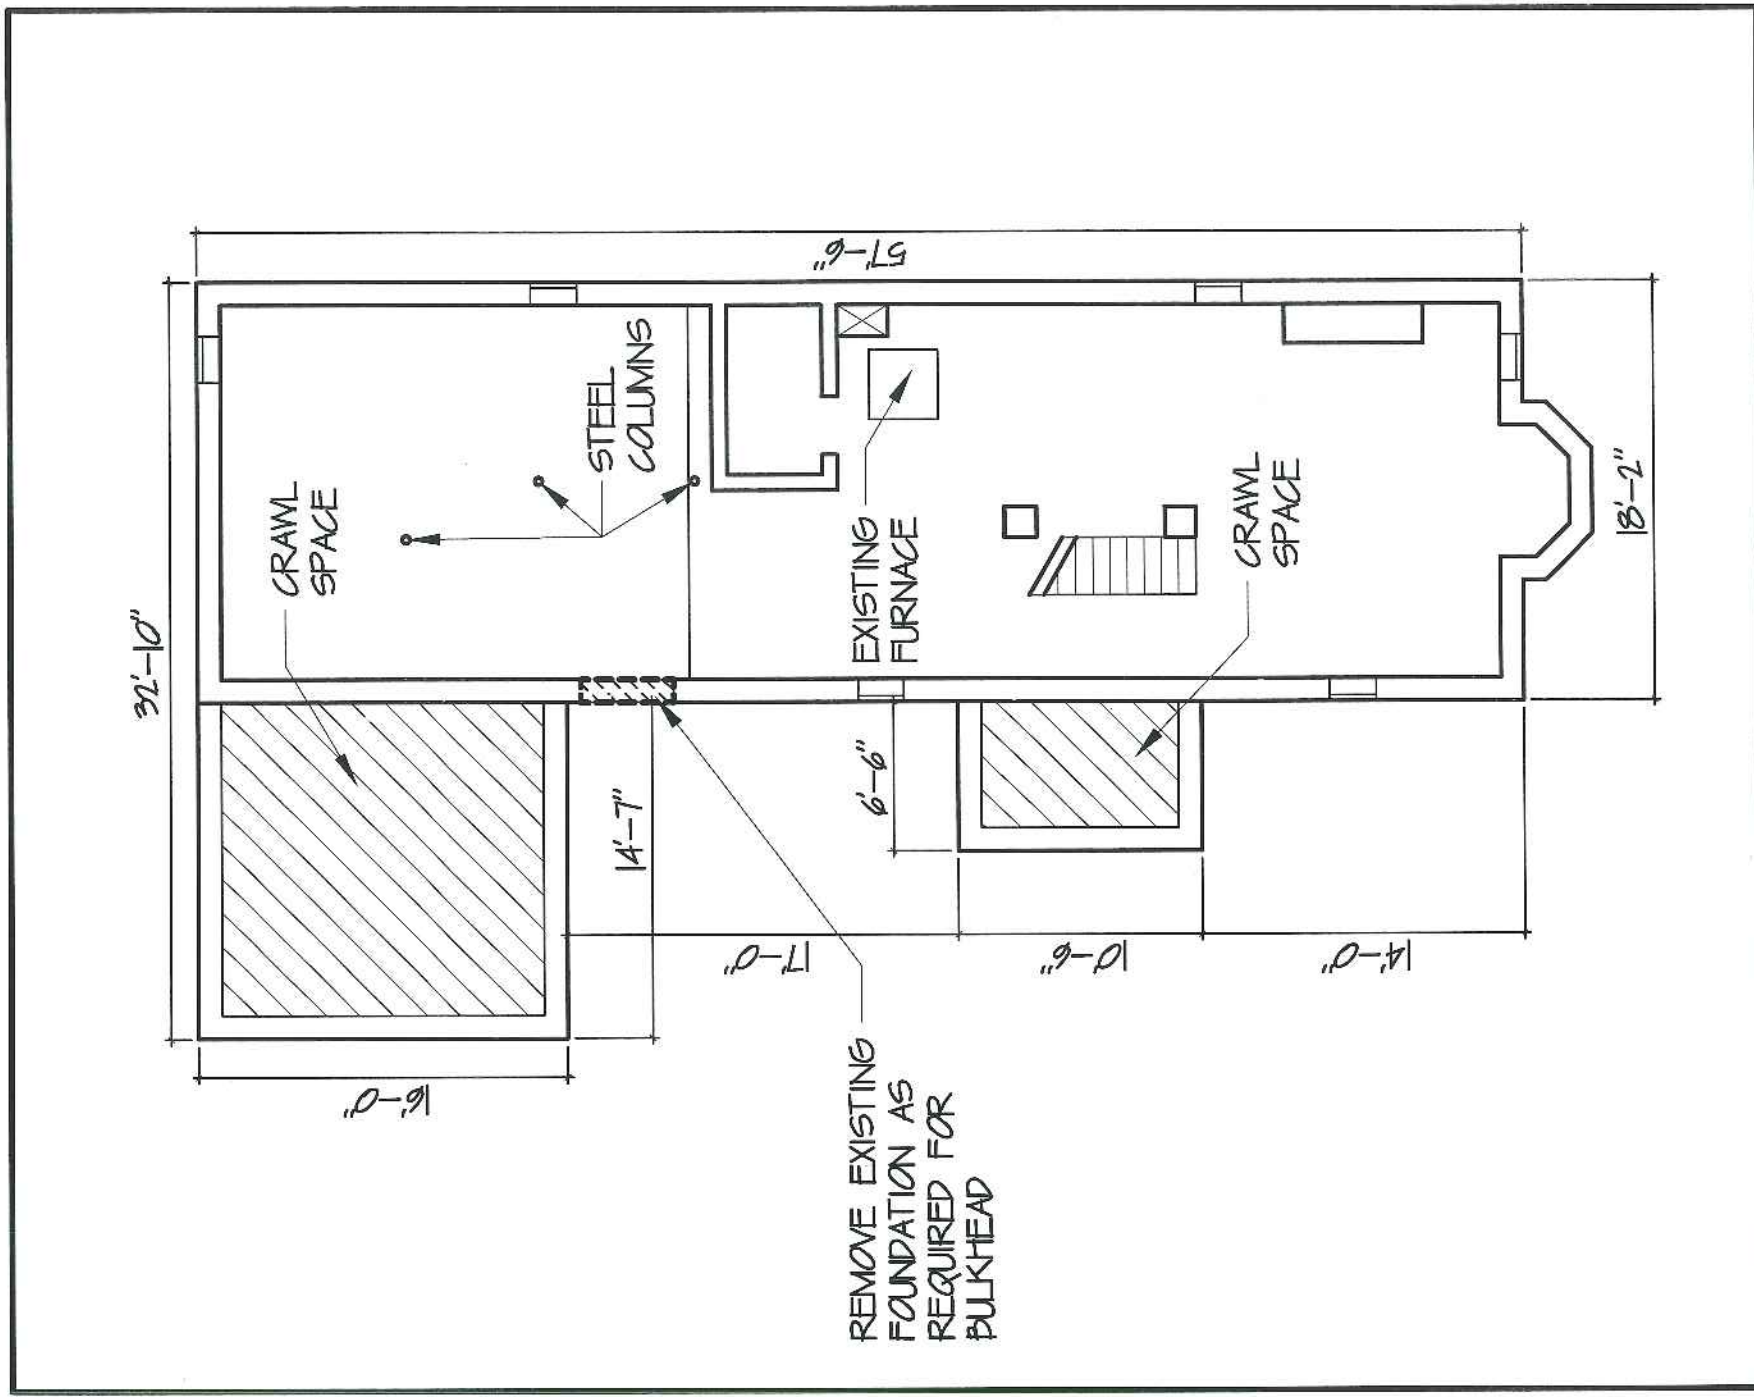 32'-10"
57'-6"
CRAWL
SPACE
STEEL
COLUMNS
EXISTING
FURNACE
CRAWL
SPACE
18'-2"
14'-7"
6'-6"
16'-0"
17'-0"
10'-6"
14'-0"
REMOVE EXISTING
FOUNDATION AS
REQUIRED FOR
BULKHEAD